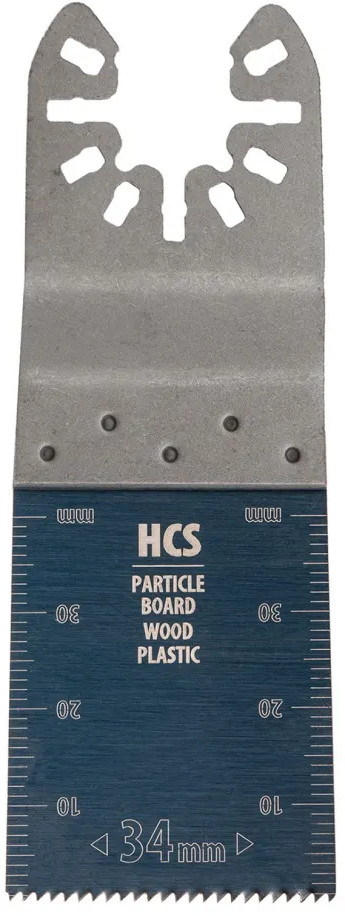 mm mm
HCS
PARTICLE
BOARD
30 30
WOOD
PLASTIC
20 20
10 10
34mm